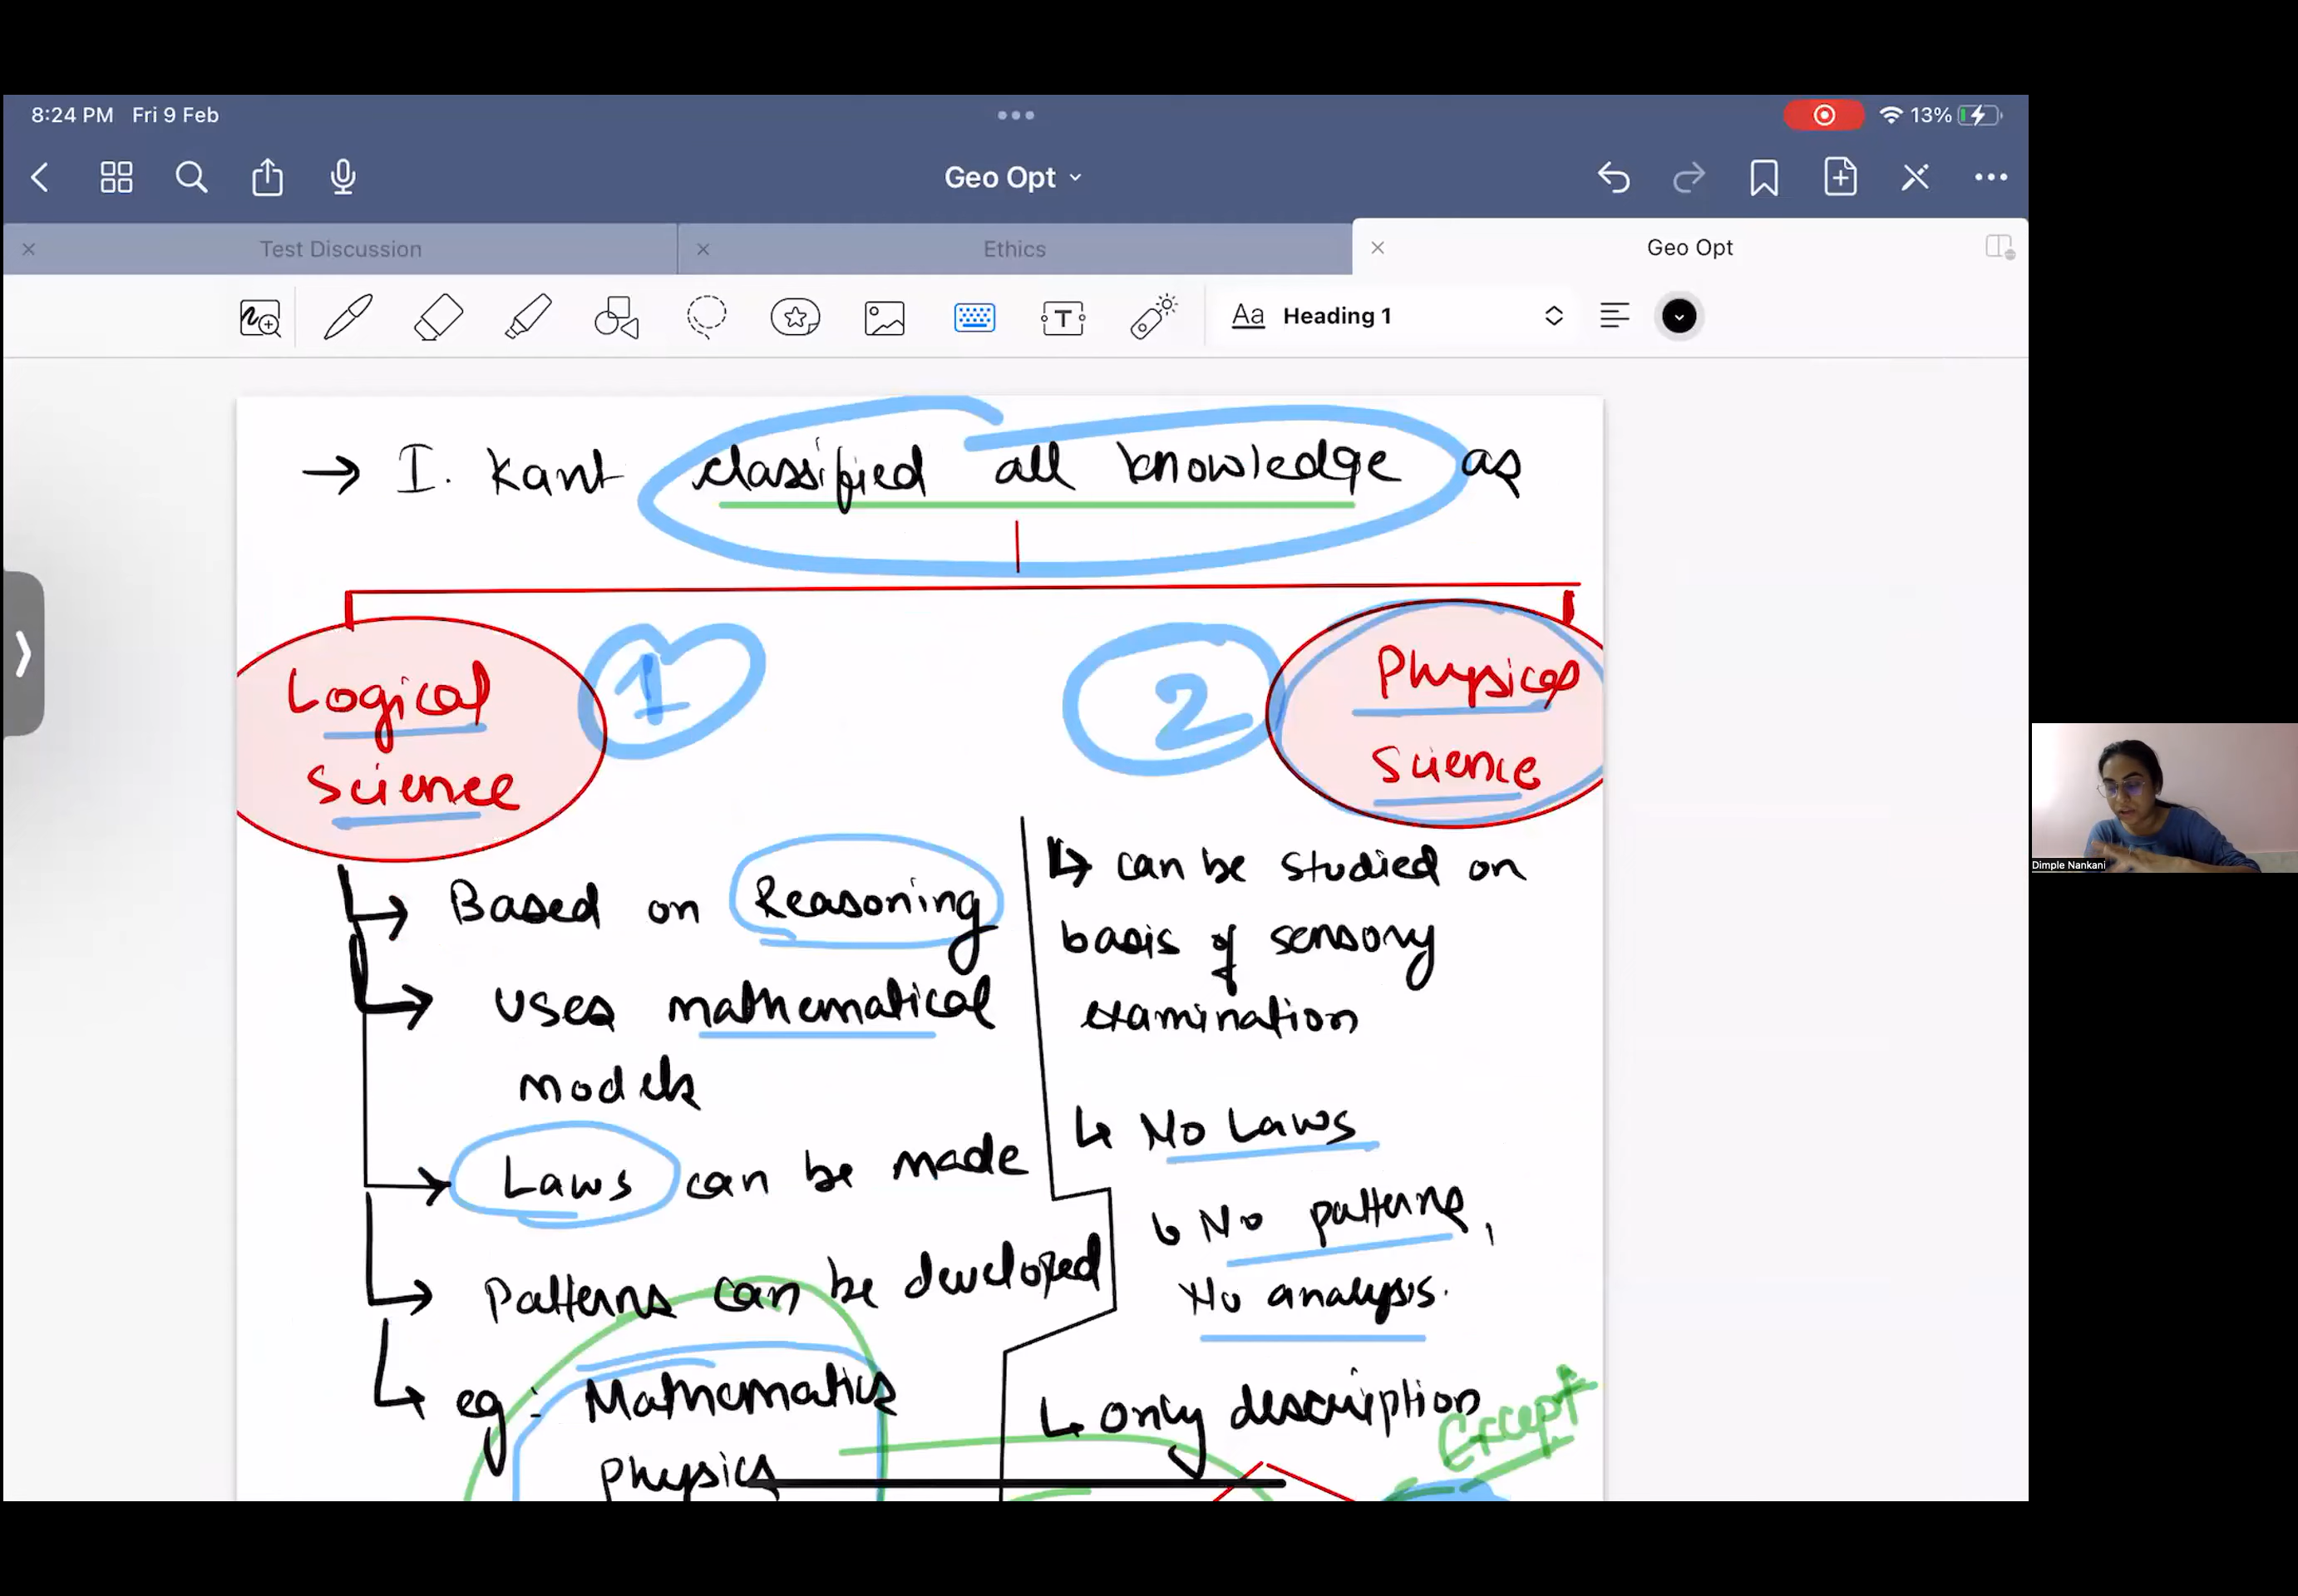 8:24 PM Fri 9 Feb
13%
Geo Opt
Test Discussion
Ethics
Geo Opt
Aa Heading 1
→ I. Kant classified all knowledge as
Logical
Science
1
2
Physical
Science
Based on Reasoning
uses mathematical
models
Laws can be made
Patterns can be developed
eg: Mathematics
Physics
can be studied on
basis of sensory
examination
No Laws
No patterns,
No analysis.
only description
Except
Dimple Nankani